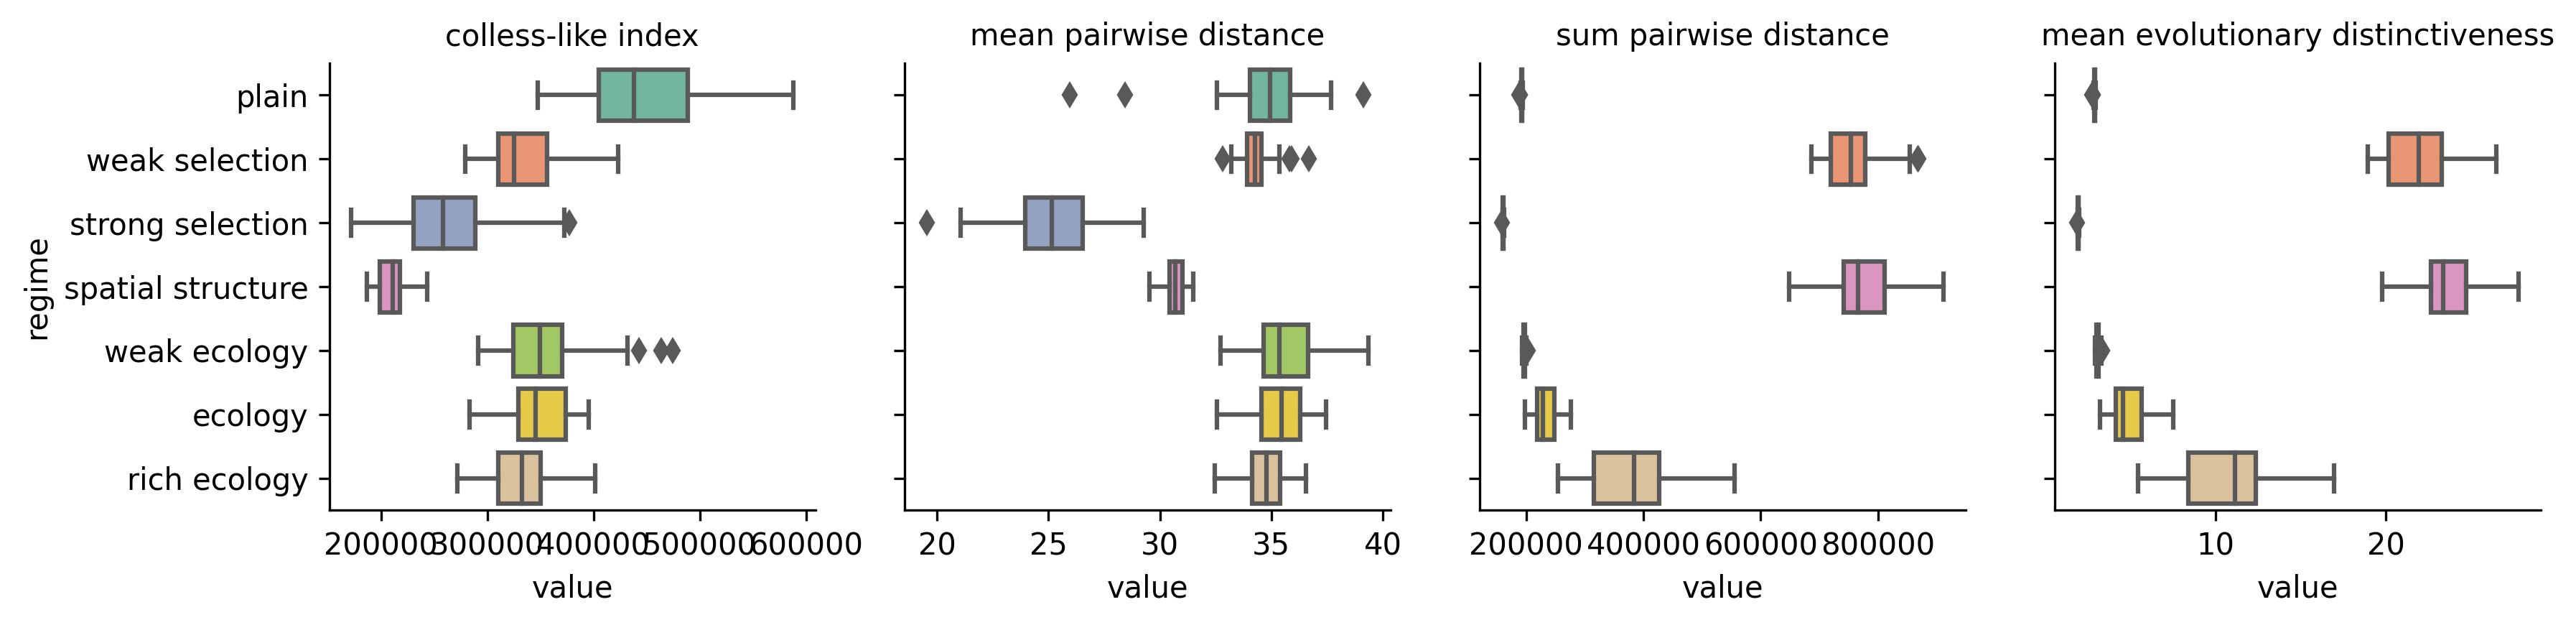 colless-like index
mean pairwise distance
sum pairwise distance
mean evolutionary distinctiveness
regime
plain
weak selection
strong selection
spatial structure
weak ecology
ecology
rich ecology
200000 300000 400000 500000 600000
20 25 30 35 40
200000 400000 600000 800000
10 20
value
value
value
value